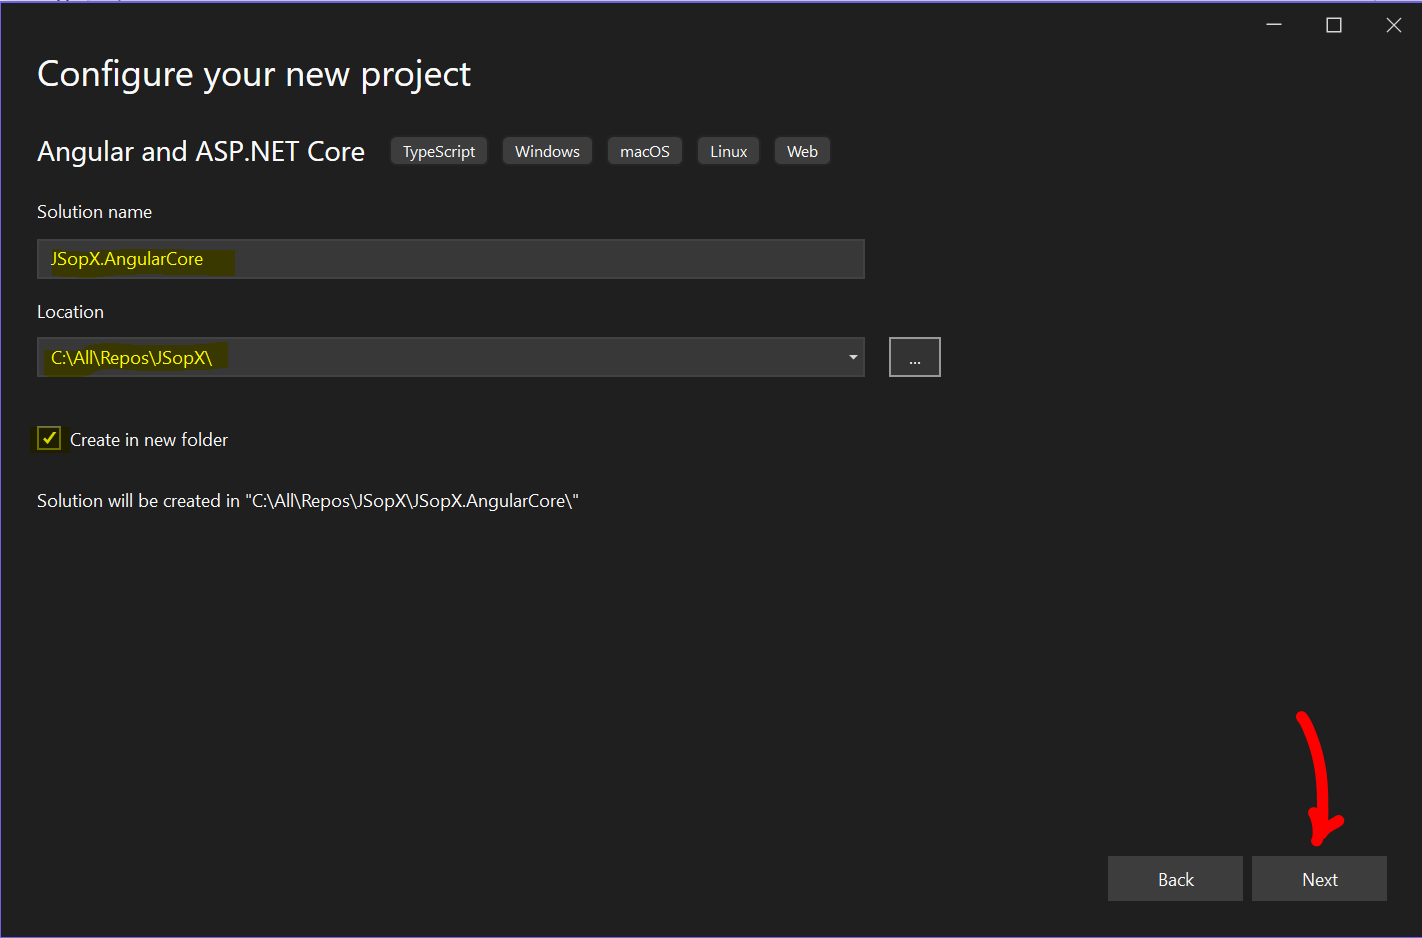 Configure your new project
Angular and ASP.NET Core TypeScript Windows macOS Linux Web
Solution name
JSopX.AngularCore
Location
C:\All\Repos\JSopX\
...
Create in new folder
Solution will be created in "C:\All\Repos\JSopX\JSopX.AngularCore\"
Back Next